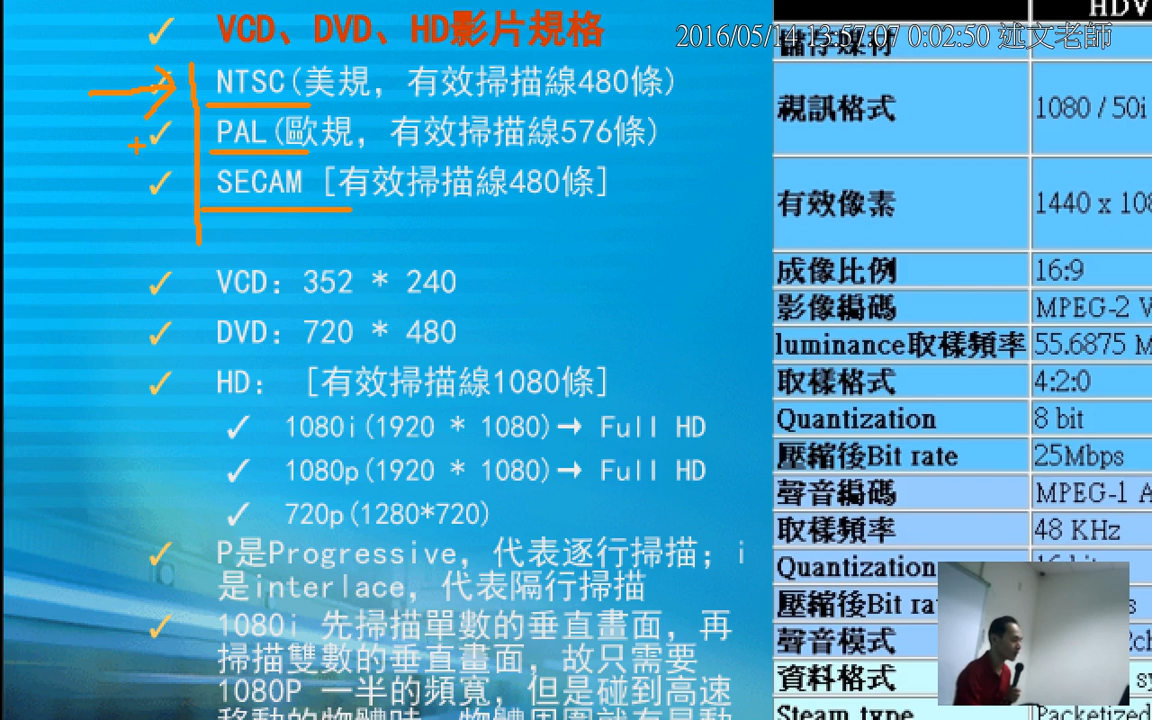 VCD、DVD、HD影片規格
2016/05/14 13:57:07 0:02:50 述文老師
NTSC(美規, 有效掃描線480條)
PAL(歐規, 有效掃描線576條)
SECAM [有效掃描線480條]
VCD: 352 * 240
DVD: 720 * 480
HD: [有效掃描線1080條]
1080i(1920 * 1080)→ Full HD
1080p(1920 * 1080)→ Full HD
720p(1280*720)
P是Progressive, 代表逐行掃描; i
是interlace, 代表隔行掃描
1080i 先掃描單數的垂直畫面, 再
掃描雙數的垂直畫面, 故只需要
1080P 一半的頻寬, 但是碰到高速
HDV
儲存媒材
視訊格式 1080 / 50i
有效像素 1440 x 108
成像比例 16:9
影像編碼 MPEG-2 V
luminance取樣頻率 55.6875 M
取樣格式 4:2:0
Quantization 8 bit
壓縮後Bit rate 25Mbps
聲音編碼 MPEG-1 A
取樣頻率 48 KHz
Quantization
壓縮後Bit ra
聲音模式 2ch
資料格式
Steam type Packetized